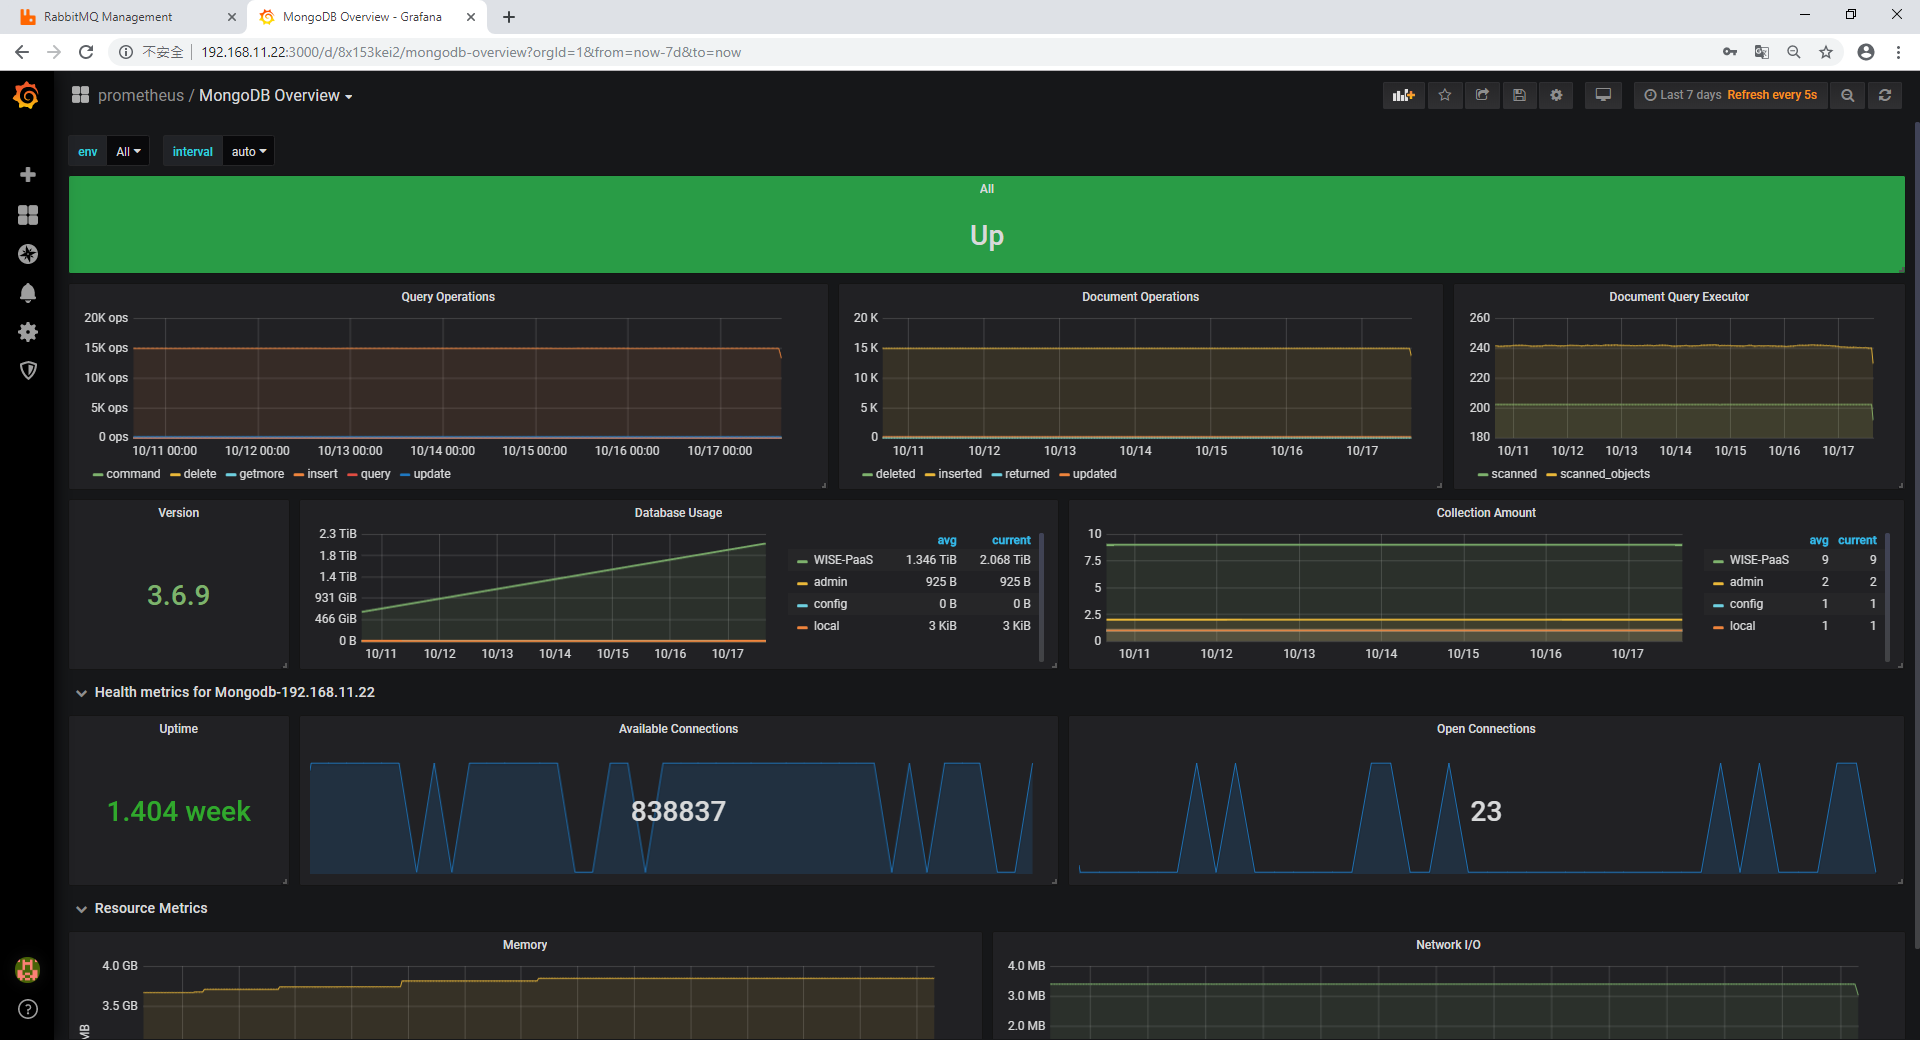 RabbitMQ Management
MongoDB Overview - Grafana
不安全 192.168.11.22:3000/d/8x153kei2/mongodb-overview?orgId=1&from=now-7d&to=now
prometheus / MongoDB Overview
Last 7 days Refresh every 5s
env All interval auto
All
Up
Query Operations
20K ops
15K ops
10K ops
5K ops
0 ops
10/11 00:00 10/12 00:00 10/13 00:00 10/14 00:00 10/15 00:00 10/16 00:00 10/17 00:00
command delete getmore insert query update
Document Operations
20 K
15 K
10 K
5 K
0
10/11 10/12 10/13 10/14 10/15 10/16 10/17
deleted inserted returned updated
Document Query Executor
260
240
220
200
180
10/11 10/12 10/13 10/14 10/15 10/16 10/17
scanned scanned_objects
Version
3.6.9
Database Usage
2.3 TiB
1.8 TiB
1.4 TiB
931 GiB
466 GiB
0 B
10/11 10/12 10/13 10/14 10/15 10/16 10/17
avg current
WISE-PaaS 1.346 TiB 2.068 TiB
admin 925 B 925 B
config 0 B 0 B
local 3 KiB 3 KiB
Collection Amount
10
7.5
5
2.5
0
10/11 10/12 10/13 10/14 10/15 10/16 10/17
avg current
WISE-PaaS 9 9
admin 2 2
config 1 1
local 1 1
Health metrics for Mongodb-192.168.11.22
Uptime
1.404 week
Available Connections
838837
Open Connections
23
Resource Metrics
Memory
4.0 GB
3.5 GB
MB
Network I/O
4.0 MB
3.0 MB
2.0 MB